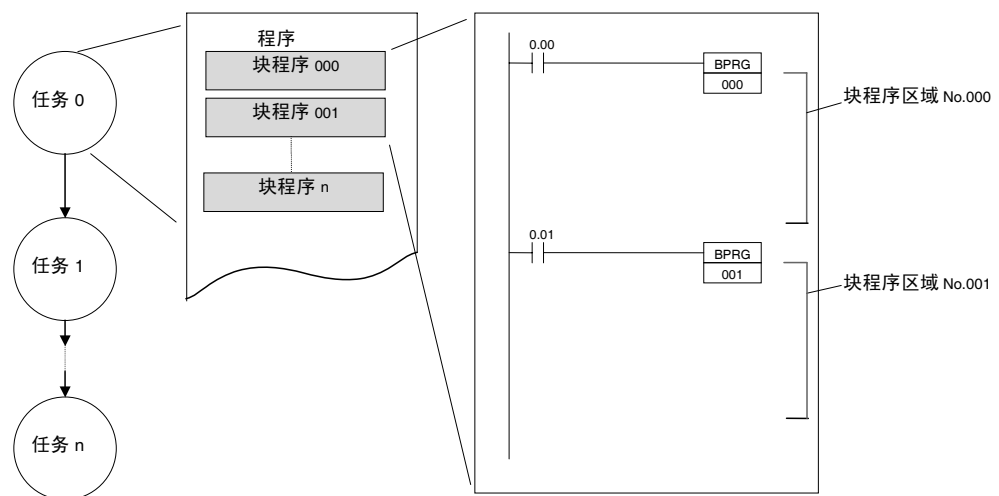 任务 0
任务 1
任务 n
程序
块程序 000
块程序 001
块程序 n
0.00
BPRG
000
块程序区域 No.000
0.01
BPRG
001
块程序区域 No.001